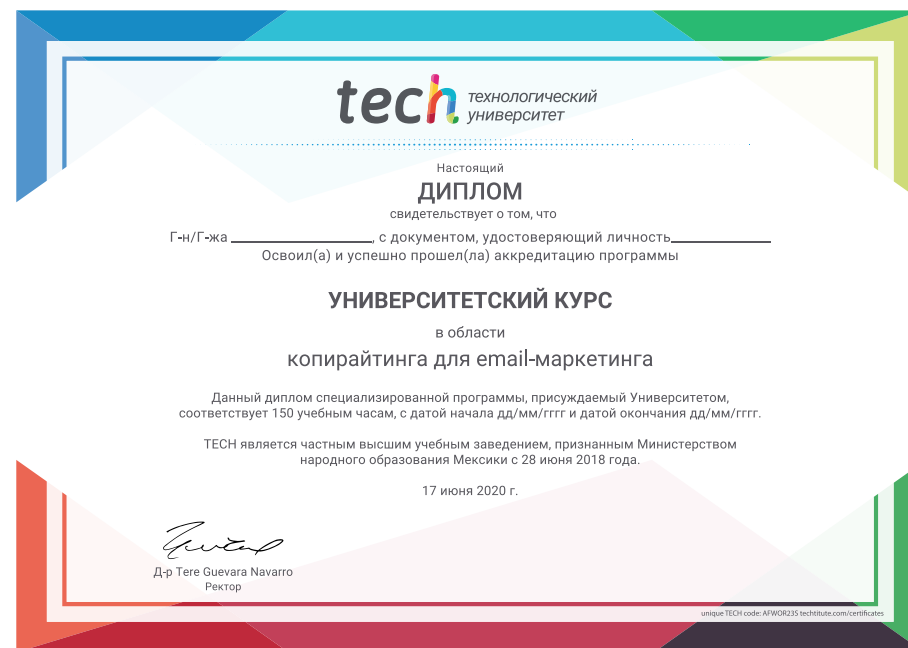 tech технологический
университет
Настоящий
ДИПЛОМ
свидетельствует о том, что
Г-н/Г-жа ____________, с документом, удостоверяющий личность____________
Освоил(а) и успешно прошел(ла) аккредитацию программы
УНИВЕРСИТЕТСКИЙ КУРС
в области
копирайтинга для email-маркетинга
Данный диплом специализированной программы, присуждаемый Университетом,
соответствует 150 учебным часам, с датой начала дд/мм/гггг и датой окончания дд/мм/гггг.
TECH является частным высшим учебным заведением, признанным Министерством
народного образования Мексики с 28 июня 2018 года.
17 июня 2020 г.
Д-р Tere Guevara Navarro
Ректор
unique TECH code: AFWOR23S techtitute.com/certificates